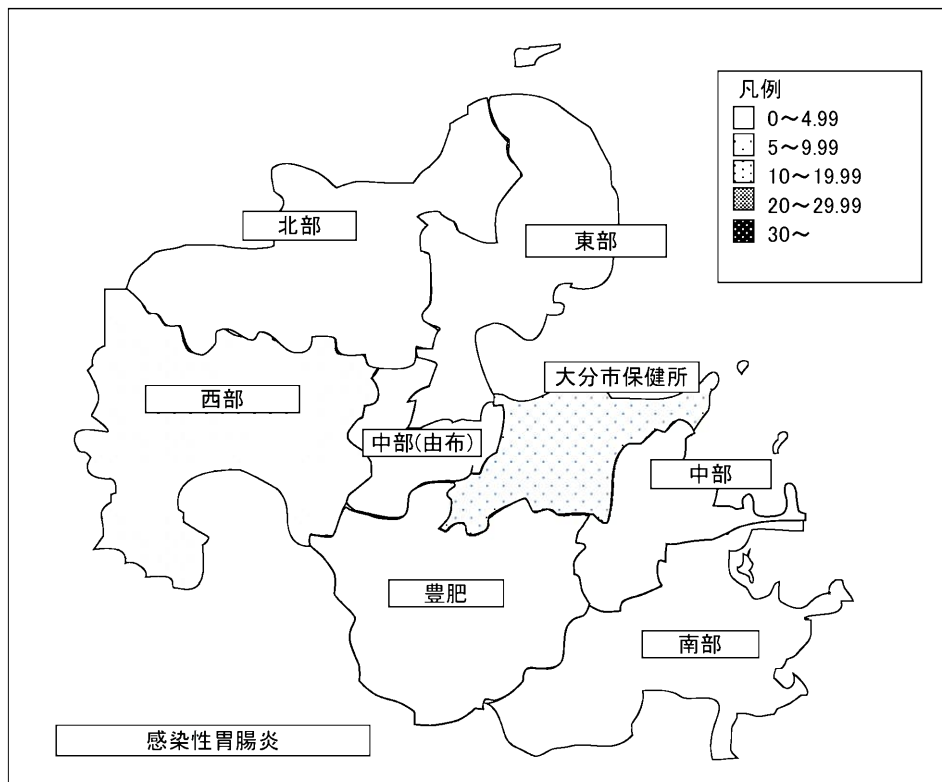 凡例
0～4.99
5～9.99
10～19.99
20～29.99
30～
北部
東部
大分市保健所
西部
中部(由布)
中部
豊肥
南部
感染性胃腸炎